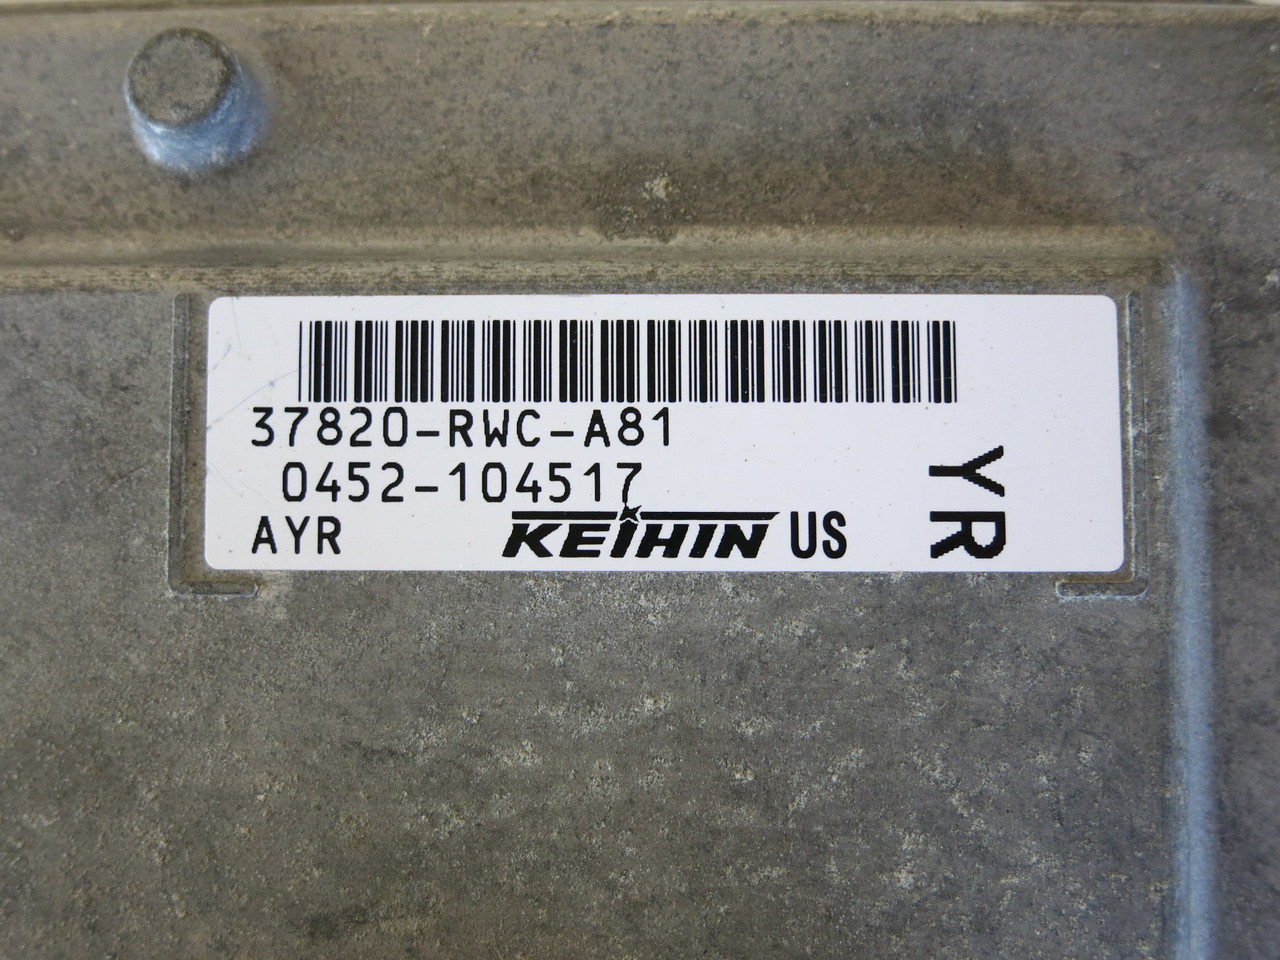 37820-RWC-A81
0452-104517
AYR
KEIHIN US
YR